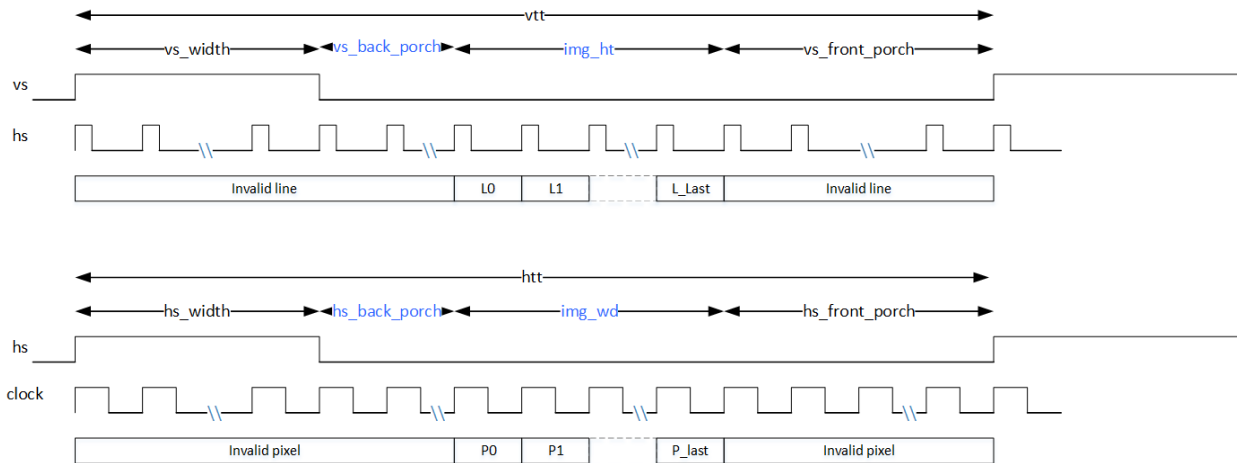 vtt
vs_width vs_back_porch img_ht vs_front_porch
vs
hs
Invalid line L0 L1 L_Last Invalid line
htt
hs_width hs_back_porch img_wd hs_front_porch
hs
clock
Invalid pixel P0 P1 P_last Invalid pixel